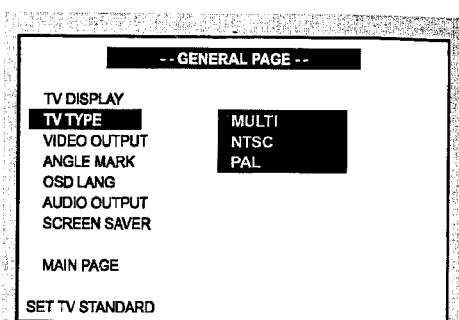 -- GENERAL PAGE --
TV DISPLAY
TV TYPE
MULTI
VIDEO OUTPUT
NTSC
ANGLE MARK
PAL
OSD LANG
AUDIO OUTPUT
SCREEN SAVER
MAIN PAGE
SET TV STANDARD